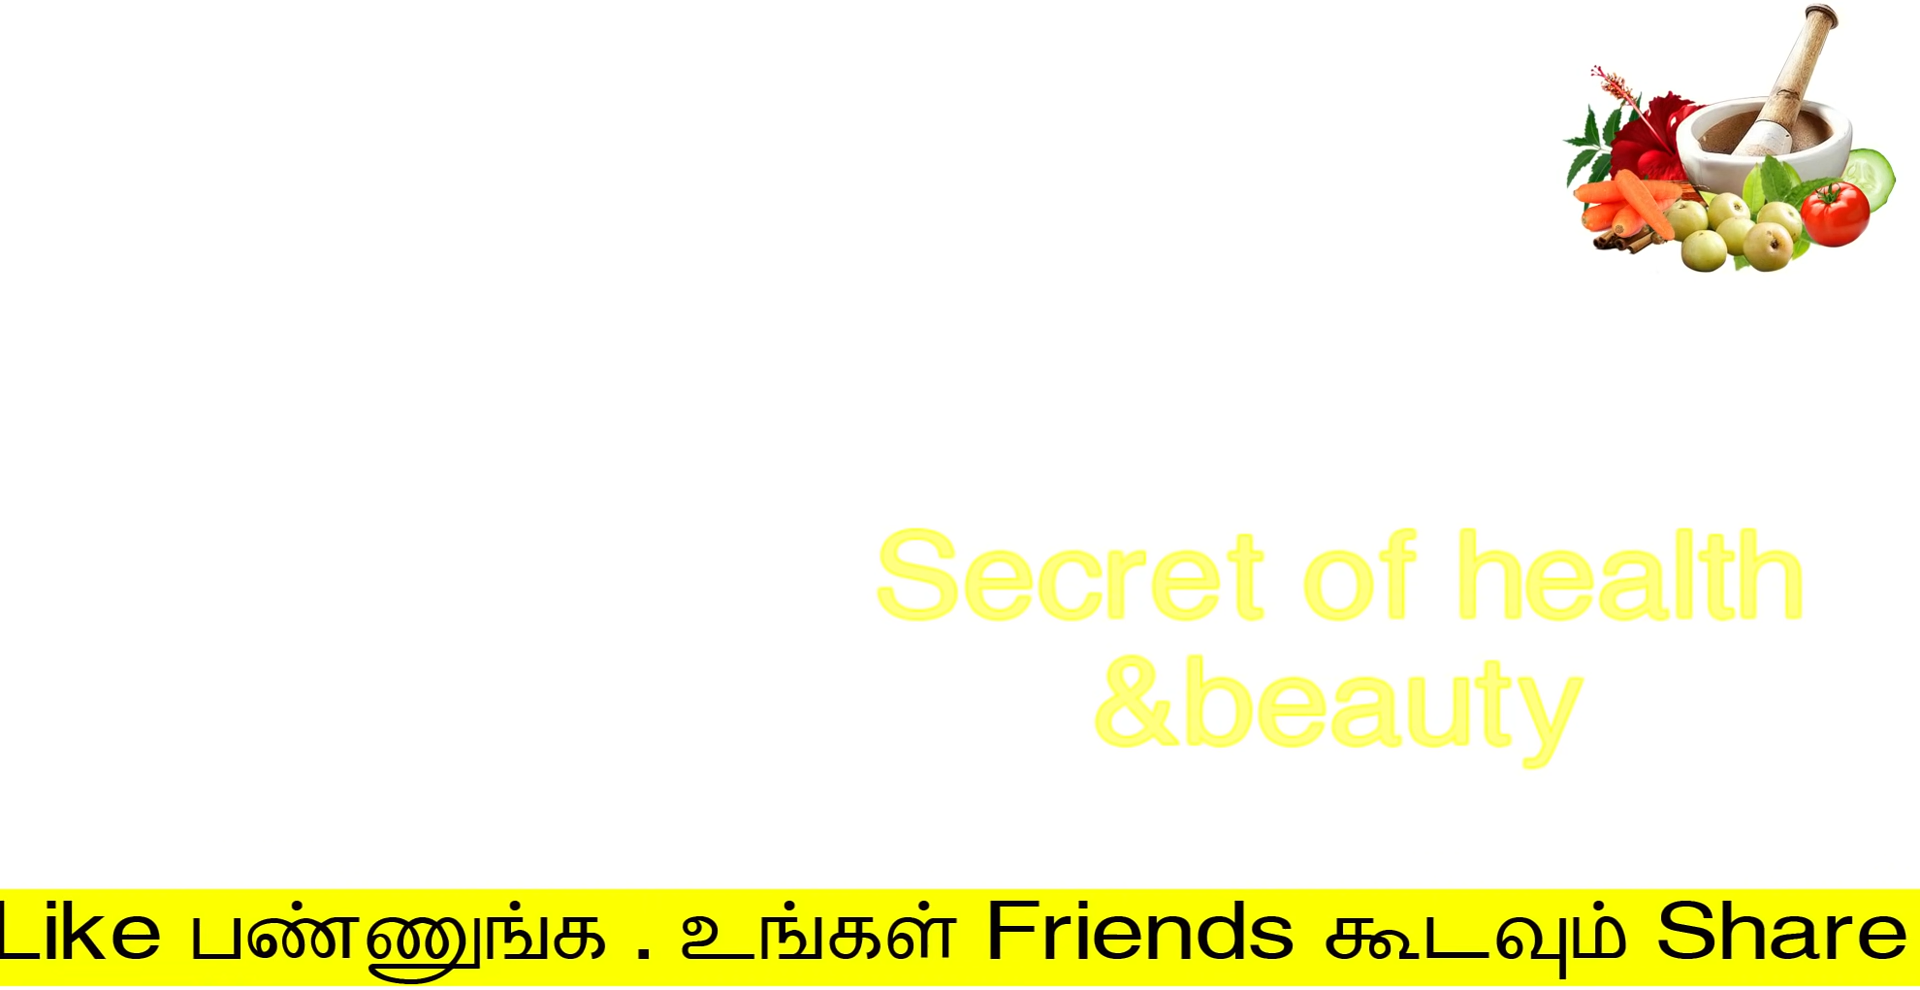 Secret of health
&beauty
Like பண்ணுங்க . உங்கள் Friends கூடவும் Share